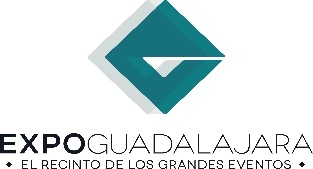 EXPOGUADALAJARA
• EL RECINTO DE LOS GRANDES EVENTOS •